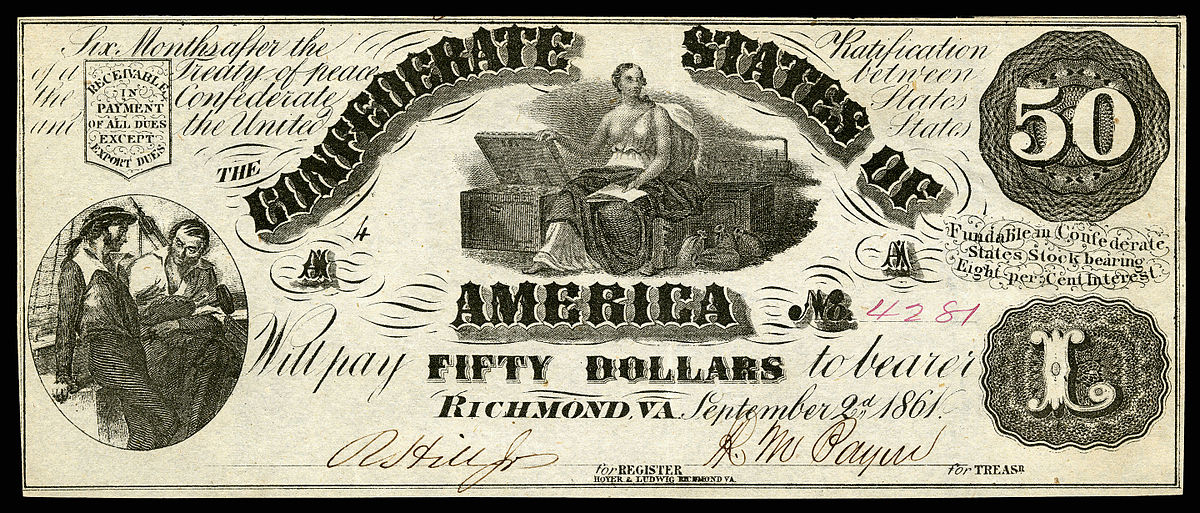 Six Months after the Ratification
of a Treaty of peace between
the Confederate States
and the United States
RECEIVABLE
IN
PAYMENT
OF ALL DUES
EXCEPT
EXPORT DUES
50
THE CONFEDERATE STATES OF
4
A A
Fundable in Confederate
States Stock bearing
Eight per Cent Interest
AMERICA No. 4281
Will pay FIFTY DOLLARS to bearer
L
RICHMOND, VA. September 2d 1861.
R Hill Jr for REGISTER
for TREASR
HOYER & LUDWIG RICHMOND VA.